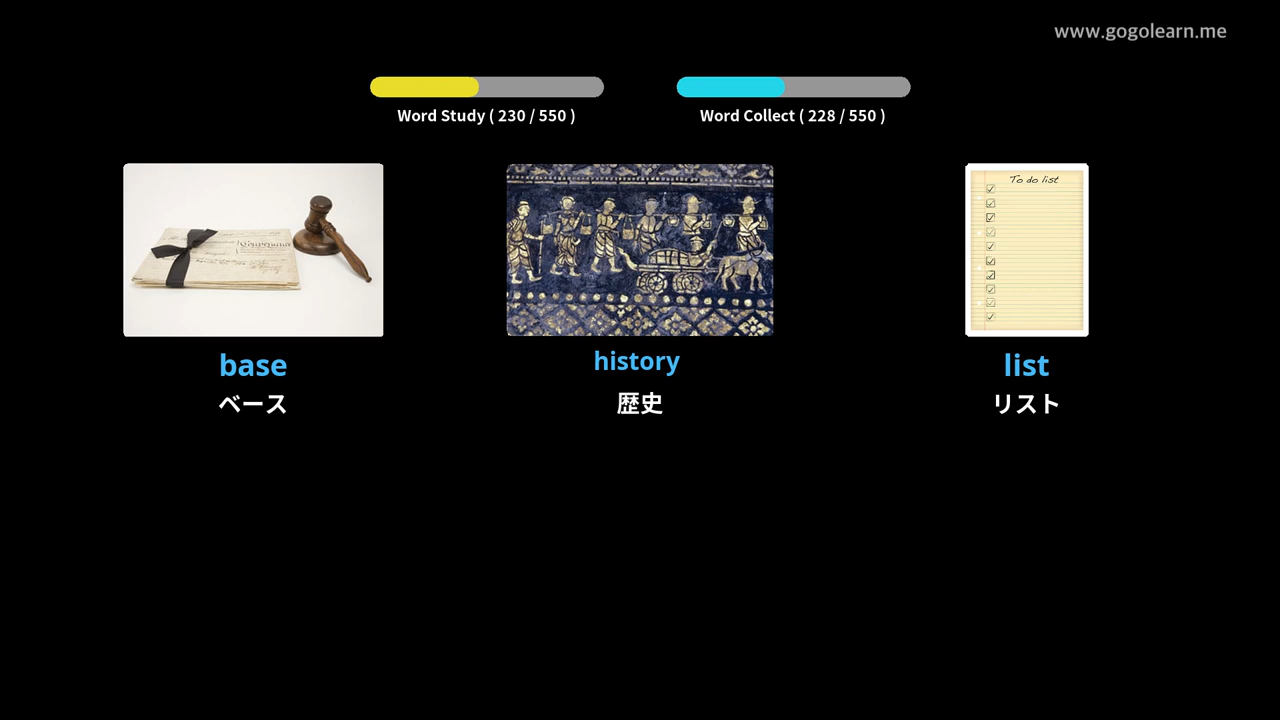 www.gogolearn.me
Word Study ( 230 / 550 )
Word Collect ( 228 / 550 )
To do list
base
history
list
ベース
歴史
リスト